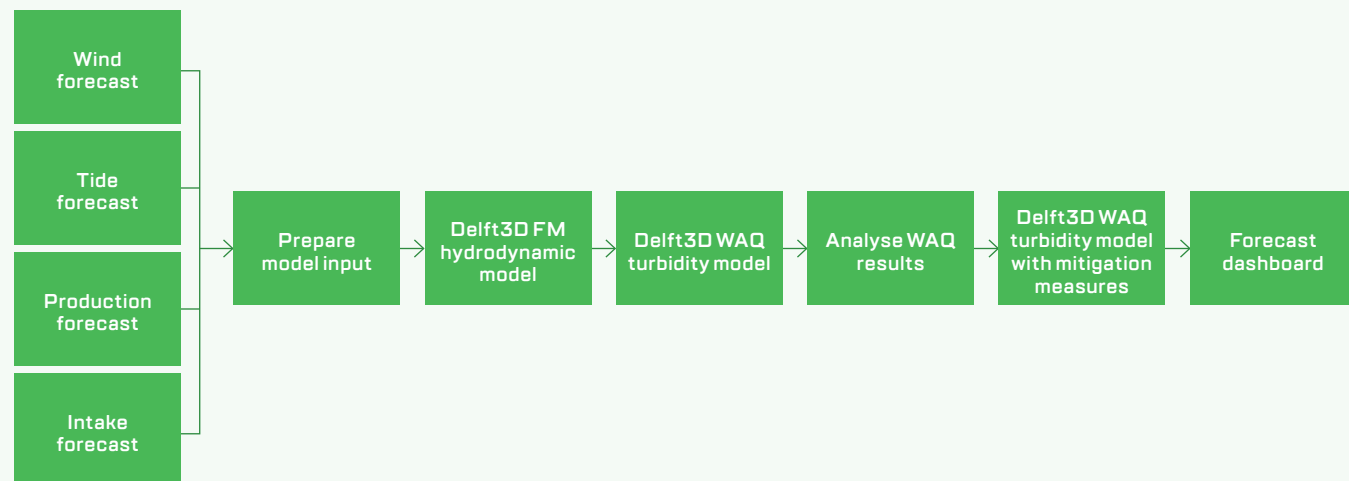 Wind
forecast
Tide
forecast
Production
forecast
Intake
forecast
Prepare
model input
Delft3D FM
hydrodynamic
model
Delft3D WAQ
turbidity model
Analyse WAQ
results
Delft3D WAQ
turbidity model
with mitigation
measures
Forecast
dashboard